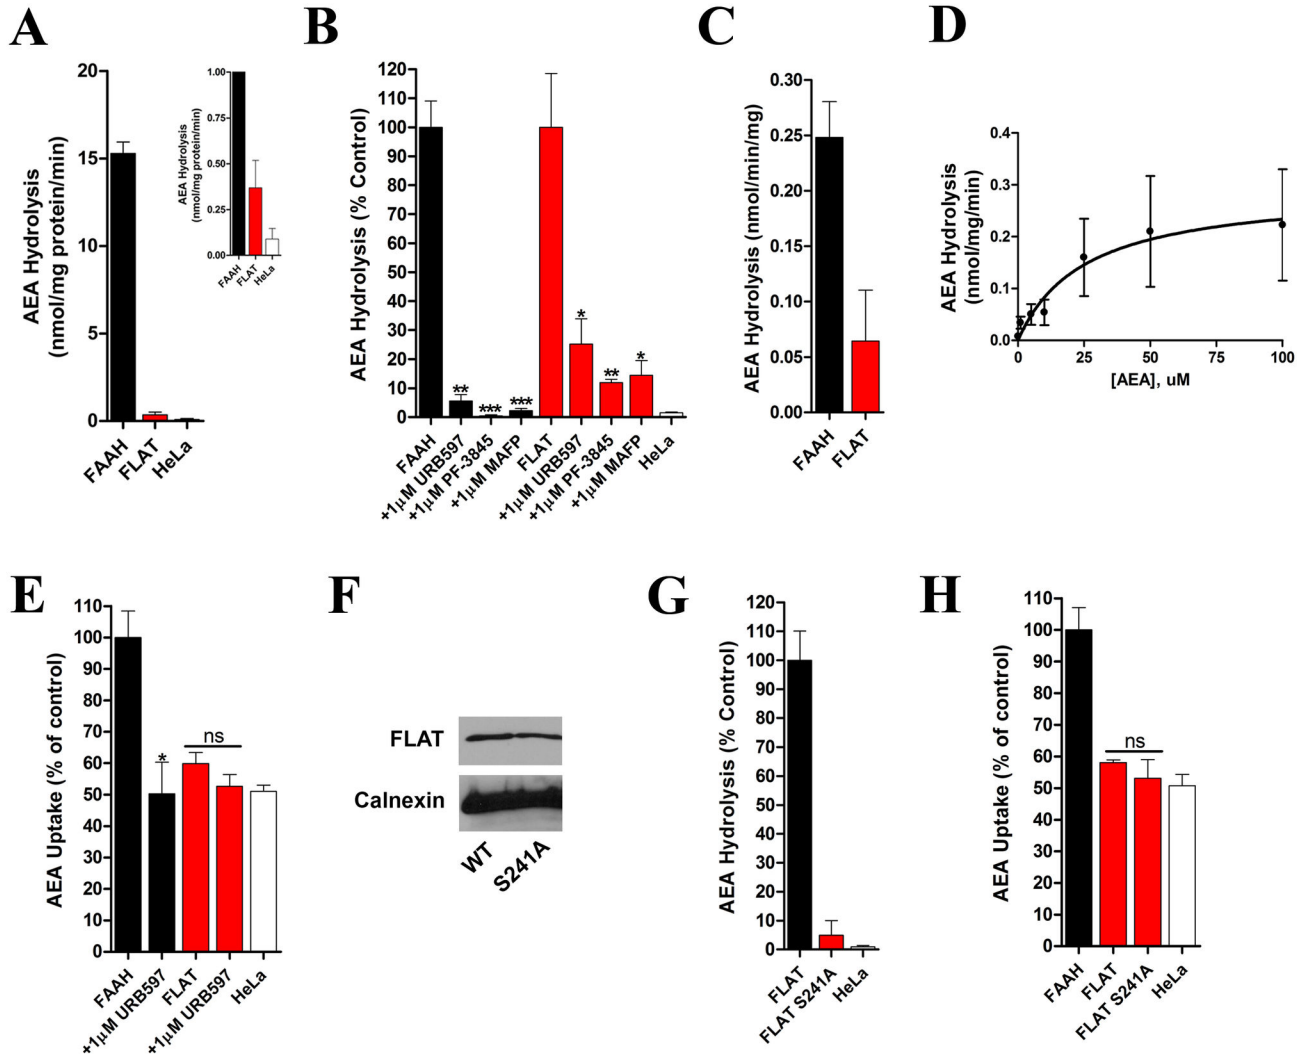 A
AEA Hydrolysis
(nmol/mg protein/min)
20
15
10
5
0
FAAH
FLAT
HeLa
AEA Hydrolysis
(nmol/mg protein/min)
1.00
0.75
0.50
0.25
0.00
FAAH
FLAT
HeLa
B
AEA Hydrolysis (% Control)
120
110
100
90
80
70
60
50
40
30
20
10
0
**
***
***
*
**
*
FAAH
+1μM URB597
+1μM PF-3845
+1μM MAFP
FLAT
+1μM URB597
+1μM PF-3845
+1μM MAFP
HeLa
C
AEA Hydrolysis (nmol/min/mg)
0.30
0.25
0.20
0.15
0.10
0.05
0.00
FAAH
FLAT
D
AEA Hydrolysis
(nmol/mg/min)
0.4
0.3
0.2
0.1
0.0
0
25
50
75
100
[AEA], uM
E
AEA Uptake (% of control)
110
100
90
80
70
60
50
40
30
20
10
0
*
ns
FAAH
+1μM URB597
FLAT
+1μM URB597
HeLa
F
FLAT
Calnexin
WT
S241A
G
AEA Hydrolysis (% Control)
120
110
100
90
80
70
60
50
40
30
20
10
0
FLAT
FLAT S241A
HeLa
H
AEA Uptake (% of control)
110
100
90
80
70
60
50
40
30
20
10
0
ns
FAAH
FLAT
FLAT S241A
HeLa